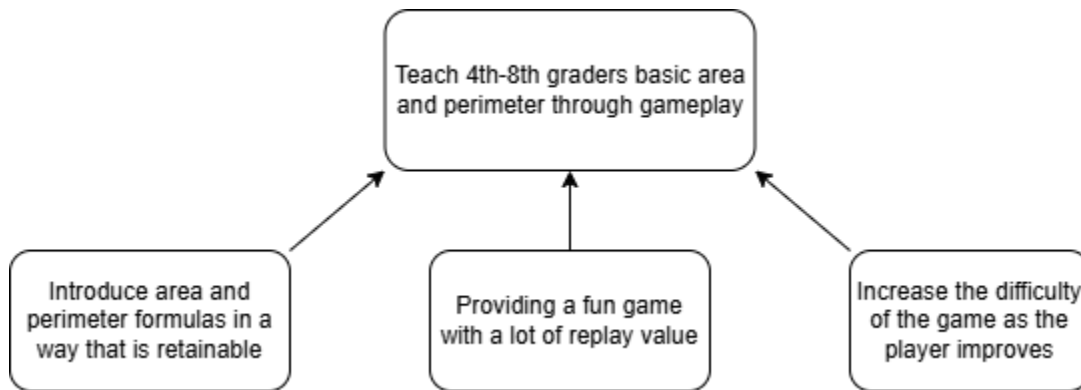 Teach 4th-8th graders basic area
and perimeter through gameplay
Introduce area and
perimeter formulas in a
way that is retainable
Providing a fun game
with a lot of replay value
Increase the difficulty
of the game as the
player improves